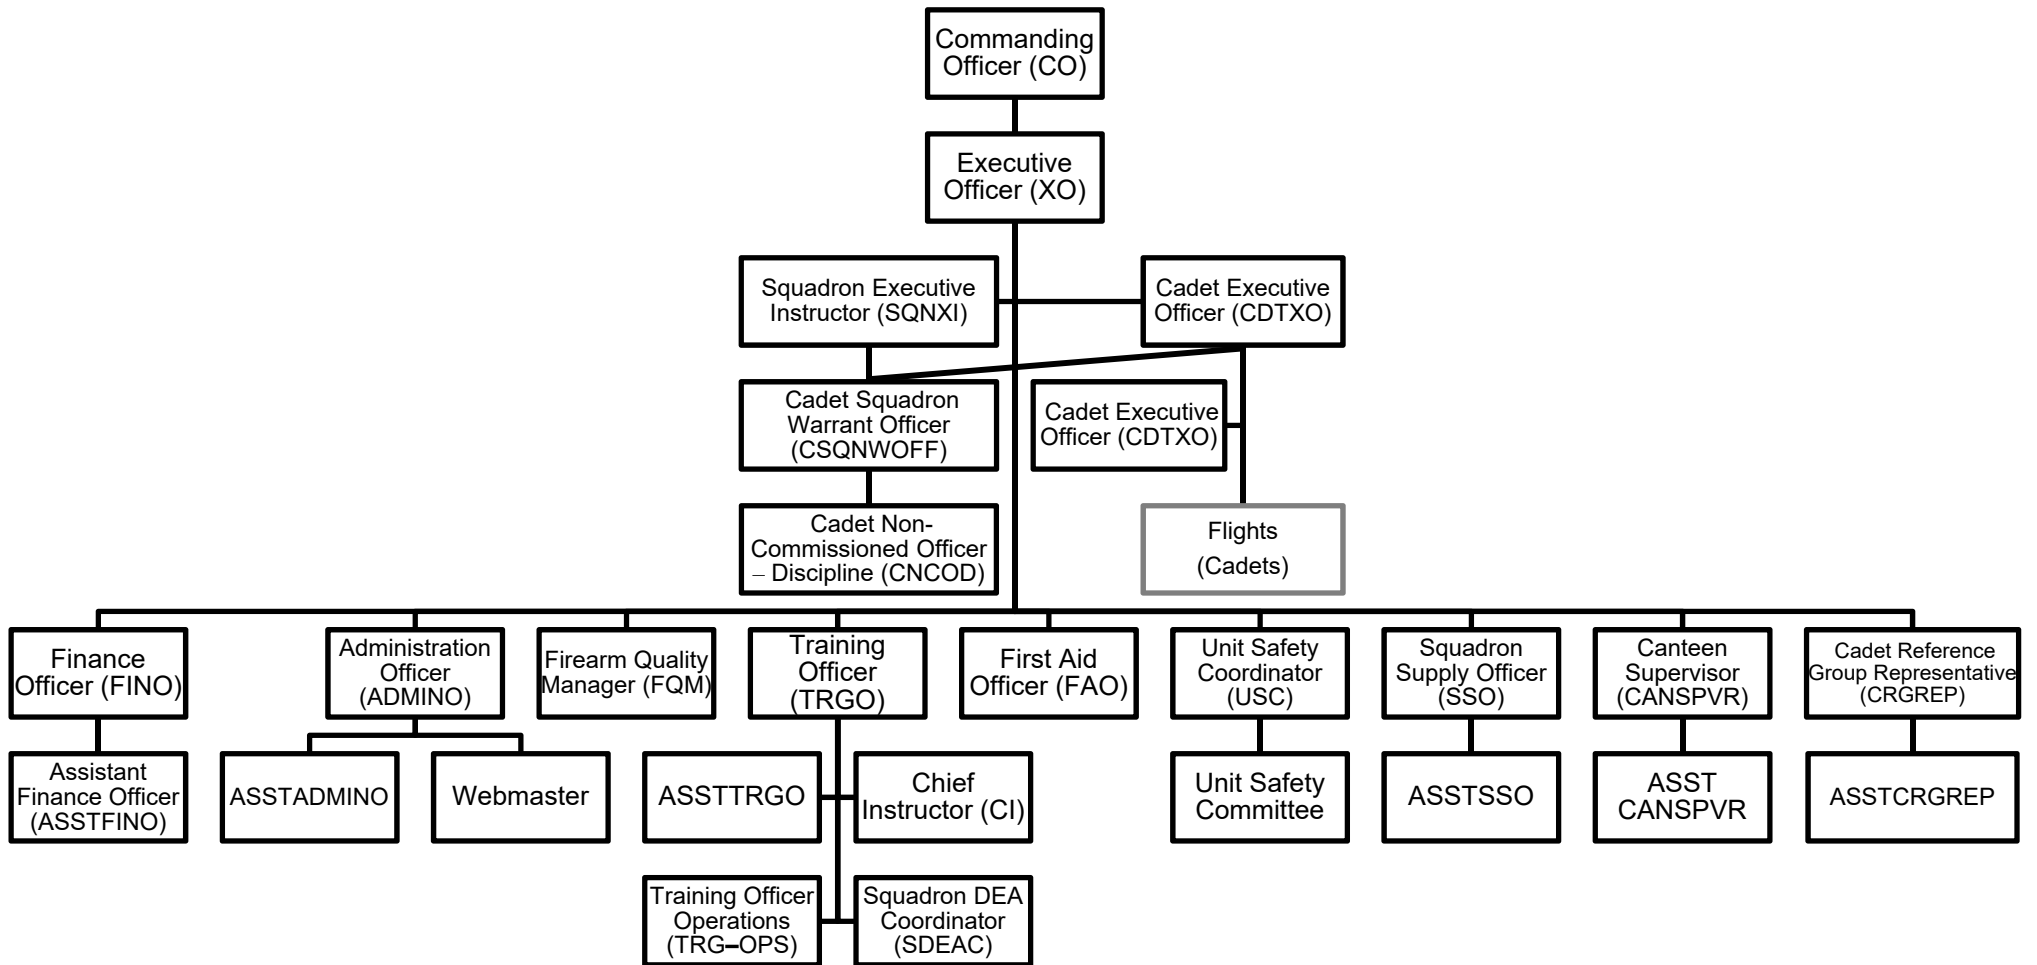 Commanding
Officer (CO)
Executive
Officer (XO)
Squadron Executive
Instructor (SQNXI)
Cadet Executive
Officer (CDTXO)
Cadet Squadron
Warrant Officer
(CSQNWOFF)
Cadet Executive
Officer (CDTXO)
Cadet Non-
Commissioned Officer
– Discipline (CNCOD)
Flights
(Cadets)
Finance
Officer (FINO)
Administration
Officer
(ADMINO)
Firearm Quality
Manager (FQM)
Training
Officer
(TRGO)
First Aid
Officer (FAO)
Unit Safety
Coordinator
(USC)
Squadron
Supply Officer
(SSO)
Canteen
Supervisor
(CANSPVR)
Cadet Reference
Group Representative
(CRGREP)
Assistant
Finance Officer
(ASSTFINO)
ASSTADMINO
Webmaster
ASSTTRGO
Chief
Instructor (CI)
Unit Safety
Committee
ASSTSSO
ASST
CANSPVR
ASSTCRGREP
Training Officer
Operations
(TRG–OPS)
Squadron DEA
Coordinator
(SDEAC)